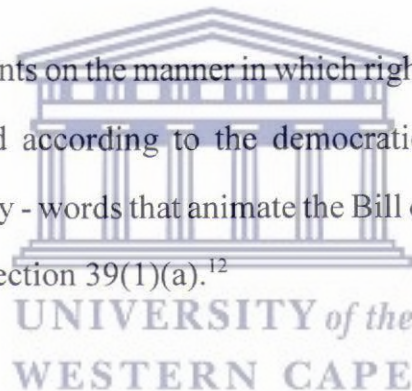 nts on the manner in which righ
d according to the democrati
y - words that animate the Bill
ection 39(1)(a).12
UNIVERSITY of the
WESTERN CAPE